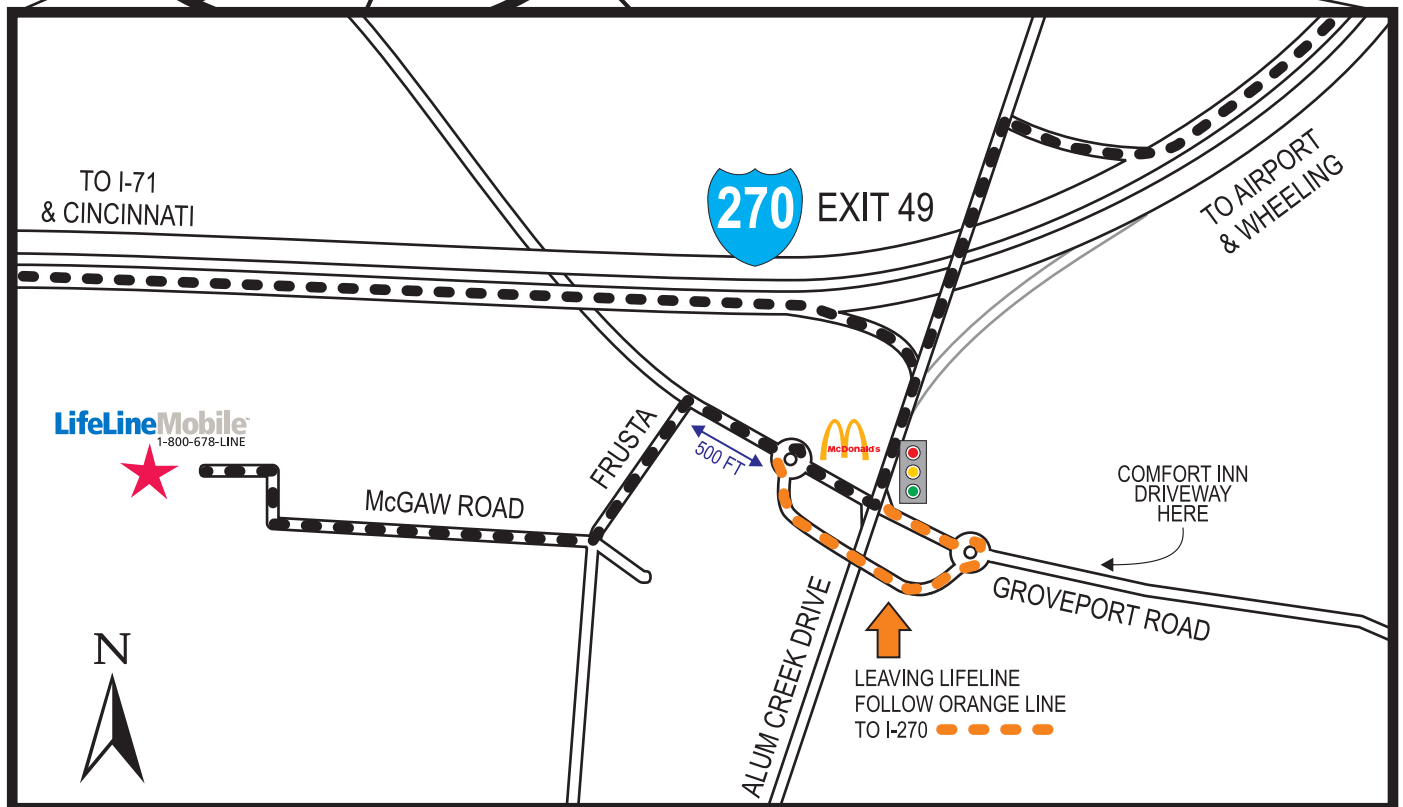 TO I-71
& CINCINNATI
270
EXIT 49
TO AIRPORT
& WHEELING
LifeLineMobile™
1-800-678-LINE
FRUSTA
500 FT
McDonald's
McGAW ROAD
COMFORT INN
DRIVEWAY
HERE
GROVEPORT ROAD
ALUM CREEK DRIVE
N
LEAVING LIFELINE
FOLLOW ORANGE LINE
TO I-270